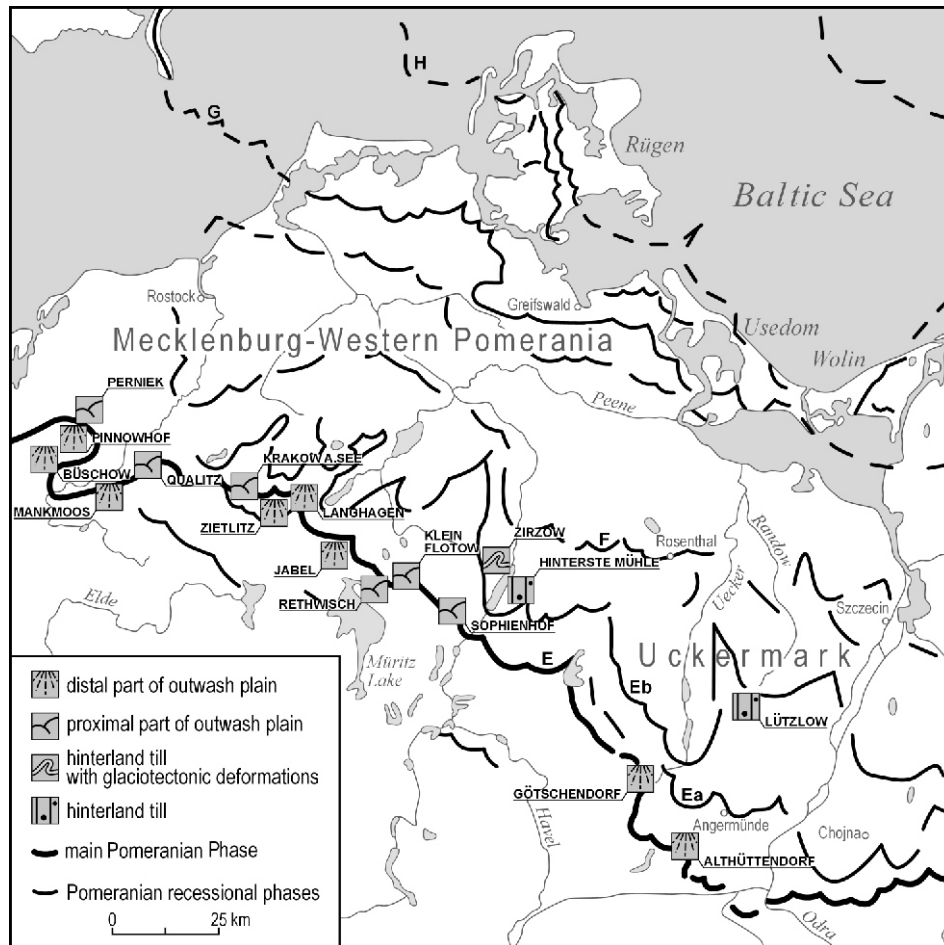 H
G
Rügen
Baltic Sea
Rostock
Greifswald
Usedom
Mecklenburg-Western Pomerania
Wolin
PERNIEK
Peene
PINNOWHOF
BÜSCHOW
QUALITZ
KRAKOW A.SEE
MANKMOOS
ZIETLITZ
LANGHAGEN
KLEIN
FLOTOW
ZIRZOW
F
Rosenthal
Randow
JABEL
HINTERSTE MÜHLE
Uecker
Elde
RETHWISCH
SOPHIENHOF
Szczecin
Müritz
Lake
E
Uckermark
Eb
LÜTZLOW
distal part of outwash plain
proximal part of outwash plain
hinterland till
with glaciotectonic deformations
hinterland till
main Pomeranian Phase
Pomeranian recessional phases
0 25 km
GÖTSCHENDORF
Ea
Havel
Angermünde
Chojna
ALTHÜTTENDORF
Odra